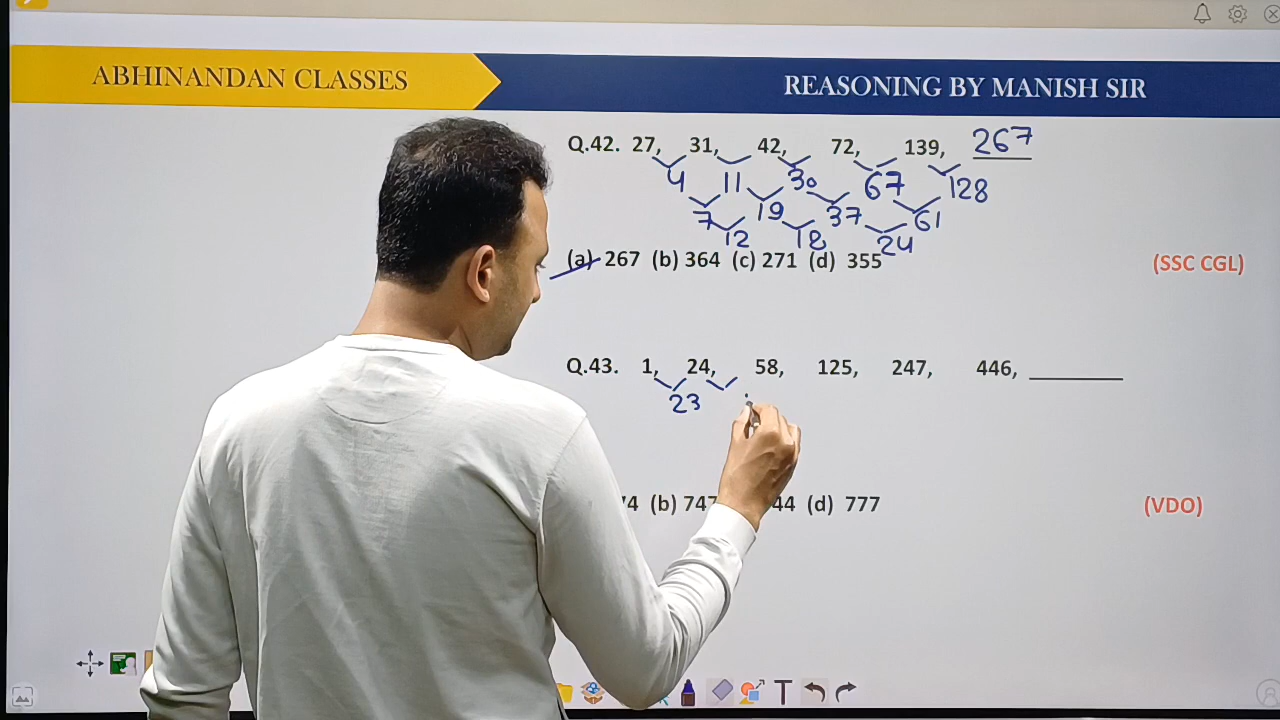 ABHINANDAN CLASSES
REASONING BY MANISH SIR
Q.42. 27, 31, 42, 72, 139, 267
4 11 30 67 128
7 19 37 61
12 18 24
(a) 267 (b) 364 (c) 271 (d) 355 (SSC CGL)
Q.43. 1, 24, 58, 125, 247, 446, ________
23
(b) 747 (d) 777 (VDO)
T